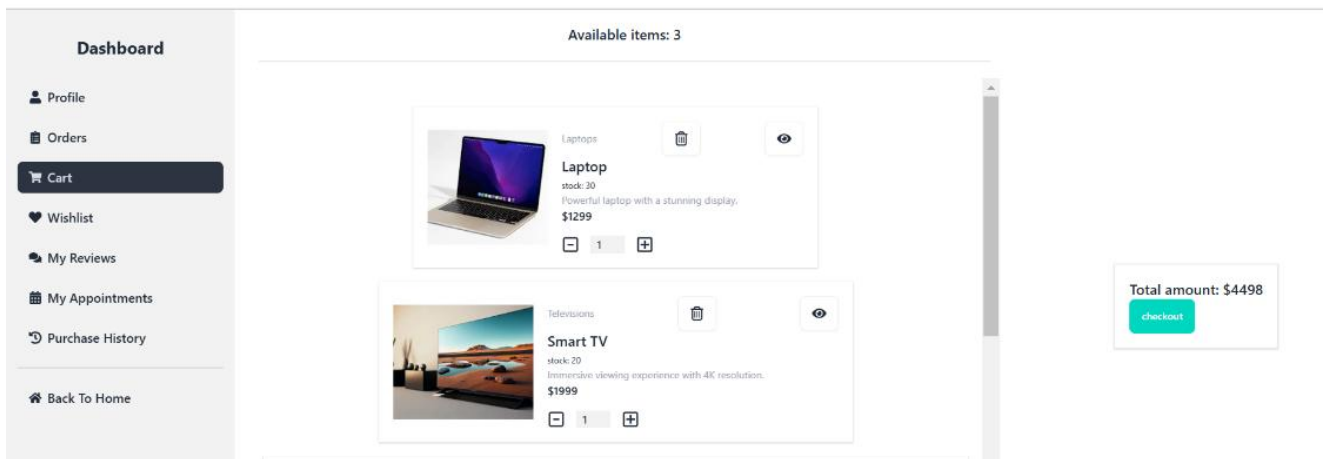 Dashboard
Profile
Orders
Cart
Wishlist
My Reviews
My Appointments
Purchase History
Back To Home
Available items: 3
Laptops
Laptop
stock: 30
Powerful laptop with a stunning display.
$1299
1
Televisions
Smart TV
stock: 20
Immersive viewing experience with 4K resolution.
$1999
1
Total amount: $4498
checkout